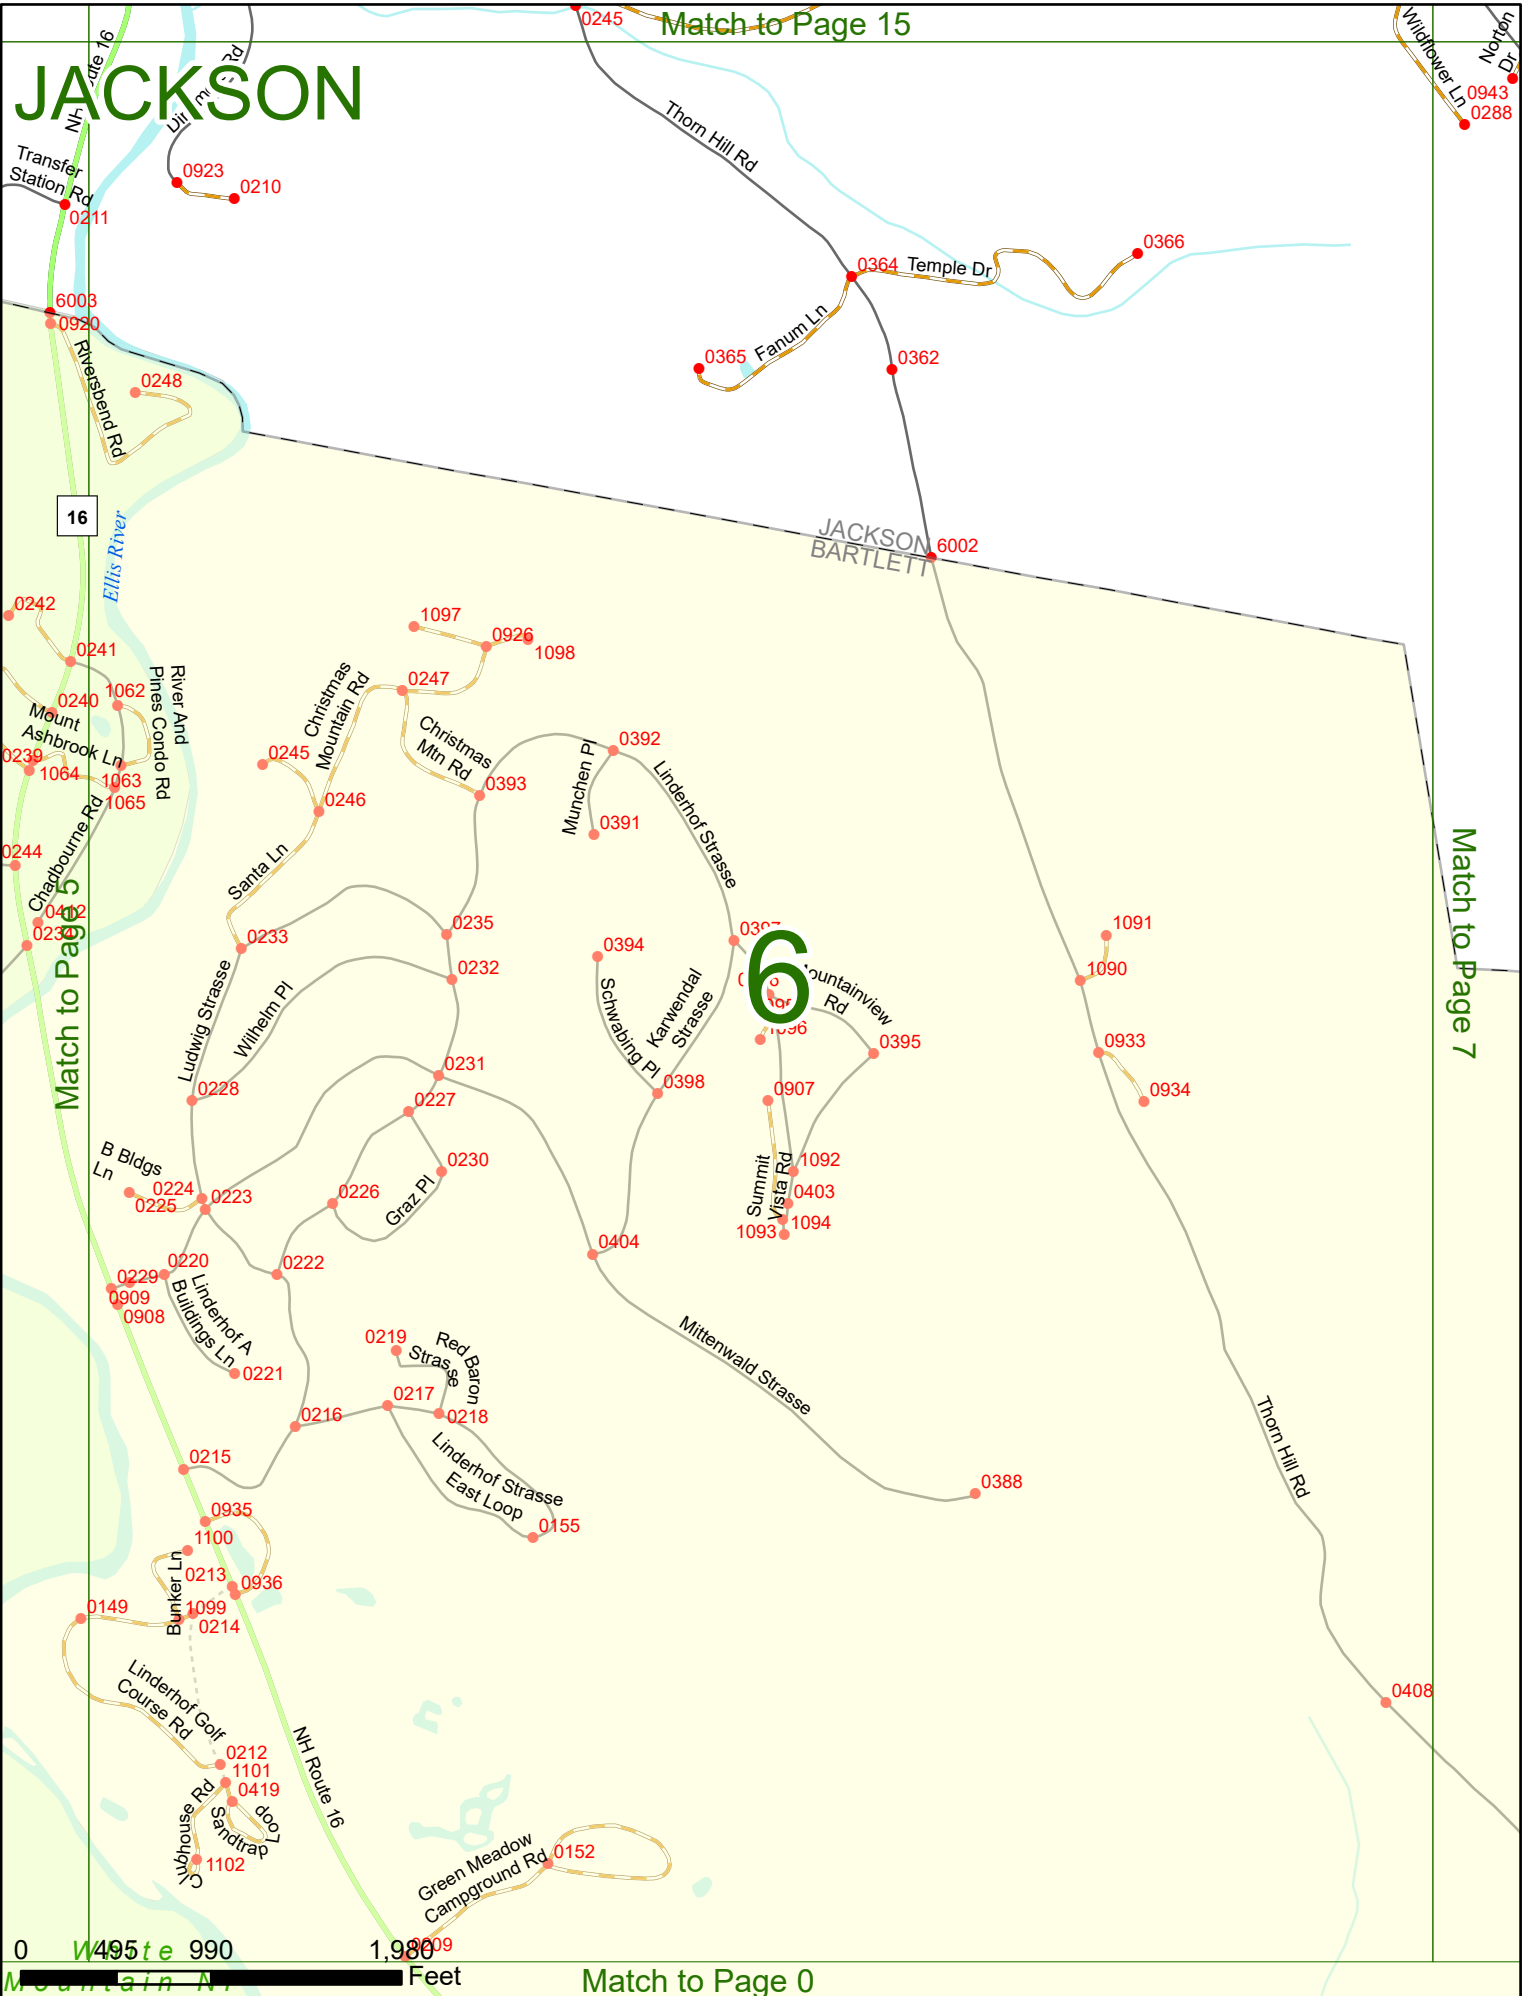 0245
Match to Page 15
JACKSON
Wildflower Ln
Norton
Dr
0943
0288
Thorn Hill Rd
Transfer
Station Rd
0923
0210
0211
0364
Temple Dr
0366
6003
0920
Fanum Ln
0365
0362
Riversbend Rd
0248
16
Ellis River
JACKSON
BARTLETT
6002
0242
1097
0926
1098
0241
0247
0240
1062
River And
Pines Condo Rd
Christmas
Mountain Rd
Mount
Ashbrook Ln
Christmas
Mtn Rd
0392
Munchen Pl
0239
1064
1063
1065
0245
0246
0393
0391
Linderhof Strasse
Chadbourne Rd
0244
Santa Ln
Match to Page 5
Match to Page 7
0412
0234
0233
0235
0232
0394
6
1091
1090
Ludwig Strasse
Wilhelm Pl
Schwabing Pl
Karwendal
Strasse
Rd
1096
0395
0933
0934
0231
0228
0227
0398
0907
B Bldgs
Ln
0230
1092
0224
0225
0223
0226
Graz Pl
Summit
Vista Rd
0403
1093
1094
0404
0220
0222
0229
0909
0908
Linderhof A
Buildings Ln
0221
0219
Red Baron
Strasse
Mittenwald Strasse
0217
0218
0216
Thorn Hill Rd
0215
Linderhof Strasse
East Loop
0388
0155
0935
1100
Bunker Ln
0213
0936
0149
1099
0214
Linderhof Golf
Course Rd
0408
NH Route 16
0212
1101
0419
Clubhouse Rd
Sandtrap
Loop
1102
Green Meadow
Campground Rd
0152
0209
0
495
990
1,980
Feet
White
Match to Page 0